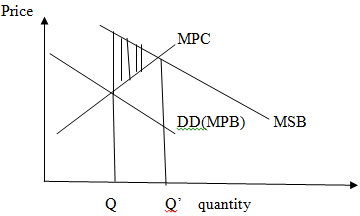 Price
MPC
DD(MPB)
MSB
Q
Q’
quantity